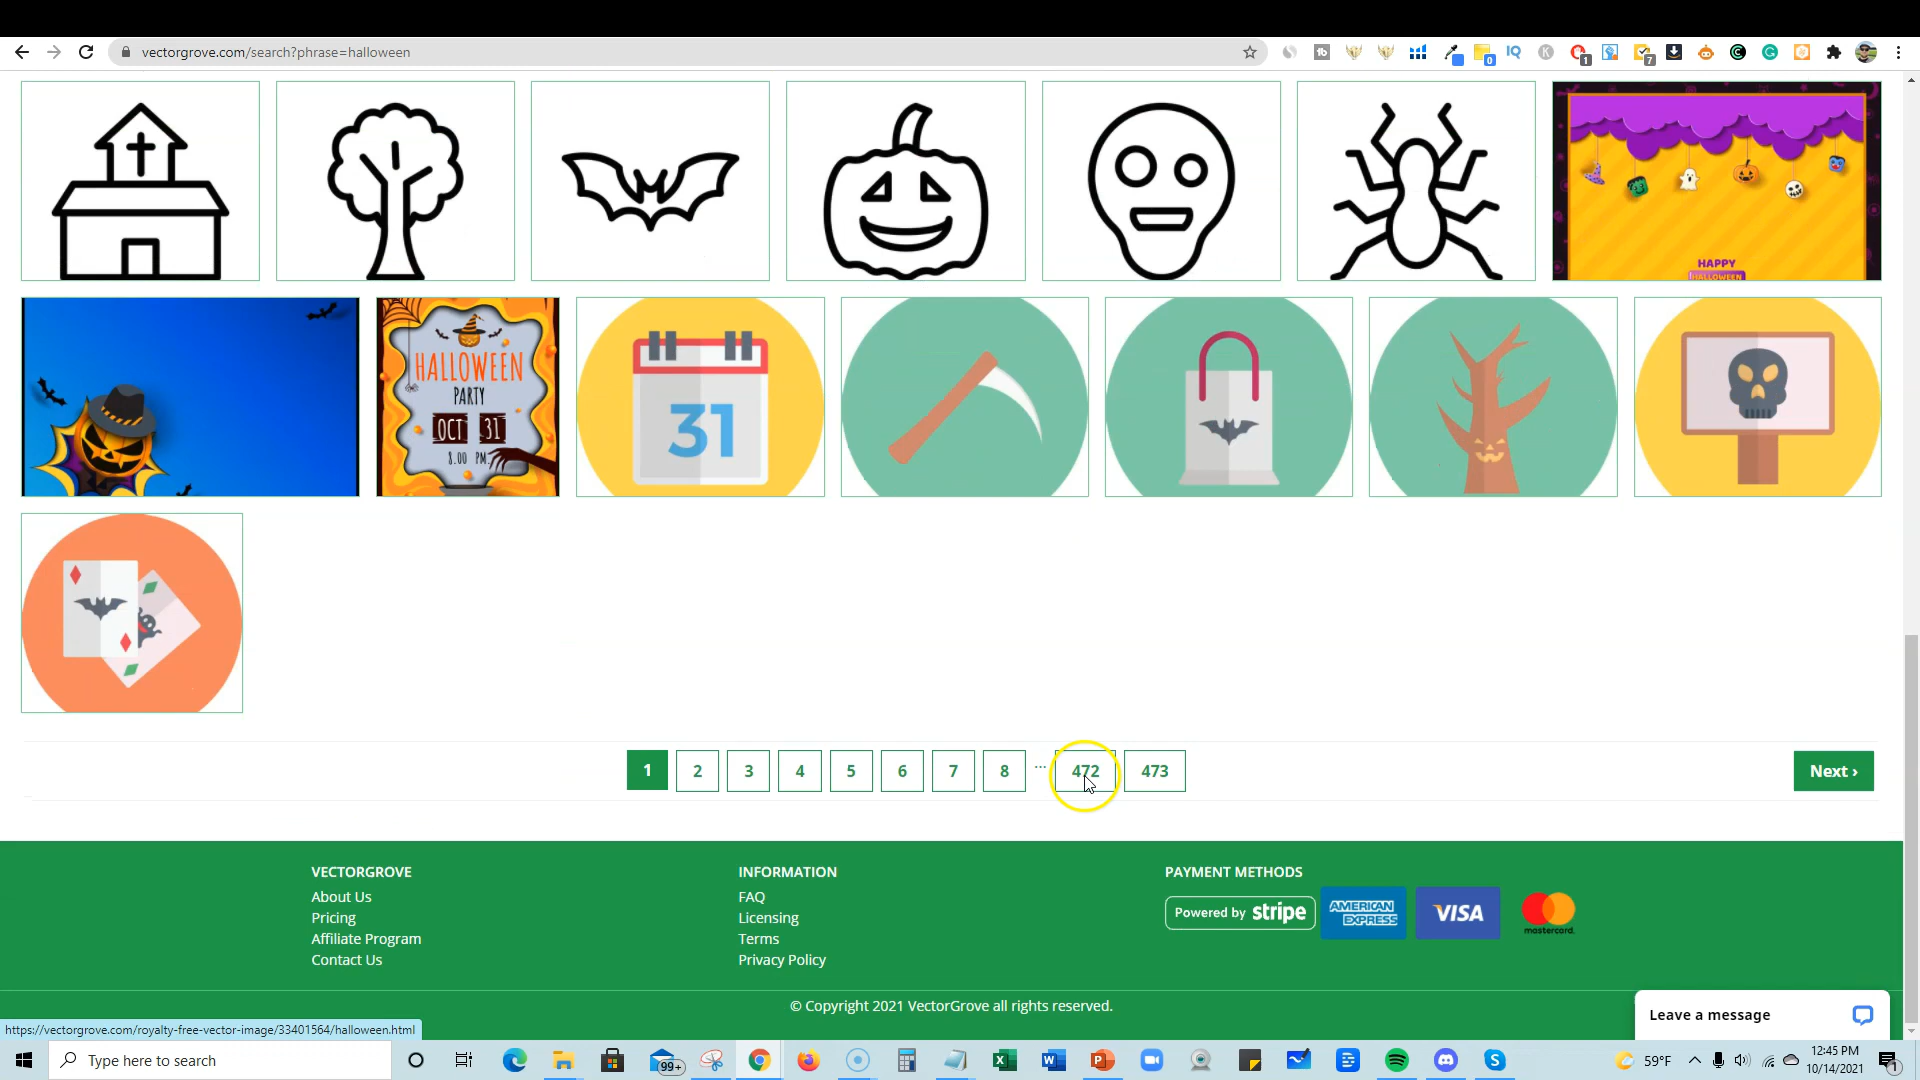 vectorgrove.com/search?phrase=halloween
0
1
7
HAPPY
HALLOWEEN
HALLOWEEN
PARTY
OCT 31
8.00 PM
31
1 2 3 4 5 6 7 8 ... 472 473
Next ›
VECTORGROVE
About Us
Pricing
Affiliate Program
Contact Us
INFORMATION
FAQ
Licensing
Terms
Privacy Policy
PAYMENT METHODS
Powered by stripe
AMERICAN
EXPRESS
VISA
mastercard.
© Copyright 2021 VectorGrove all rights reserved.
Leave a message
https://vectorgrove.com/royalty-free-vector-image/33401564/halloween.html
Type here to search
99+
59°F
12:45 PM
10/14/2021
1